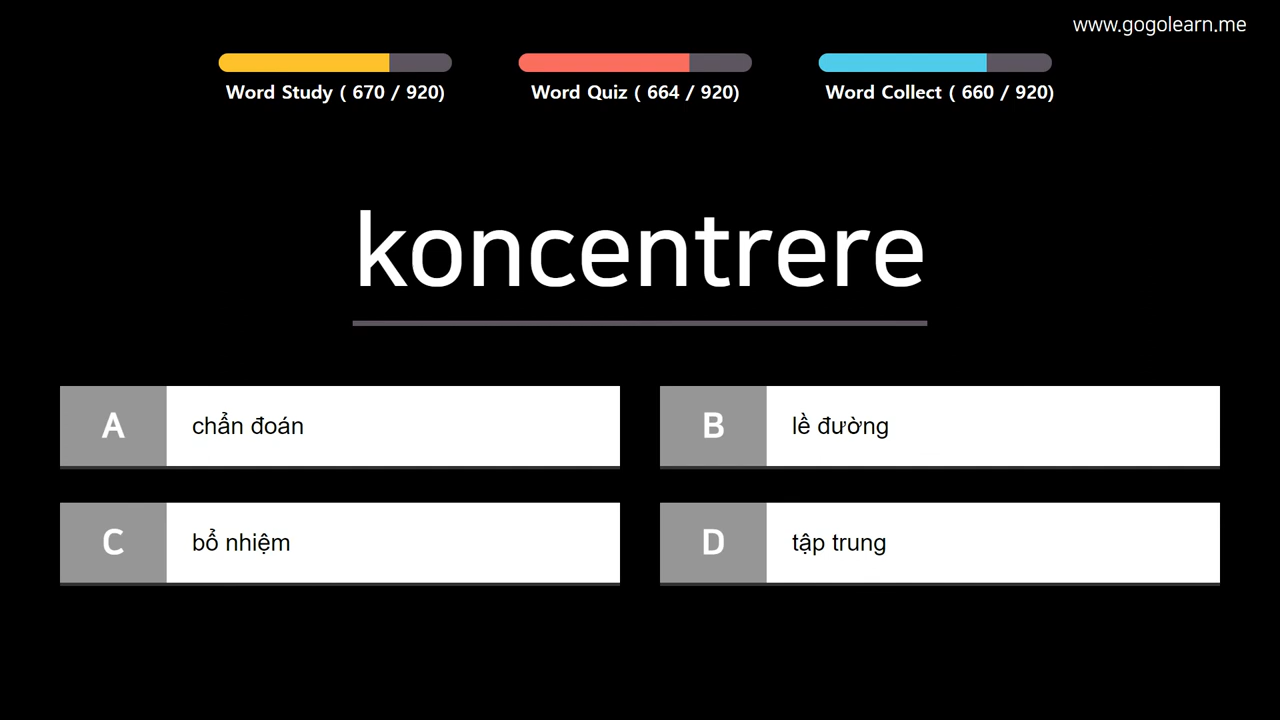 www.gogolearn.me
Word Study ( 670 / 920)
Word Quiz ( 664 / 920)
Word Collect ( 660 / 920)
koncentrere
A chẩn đoán
B lề đường
C bổ nhiệm
D tập trung